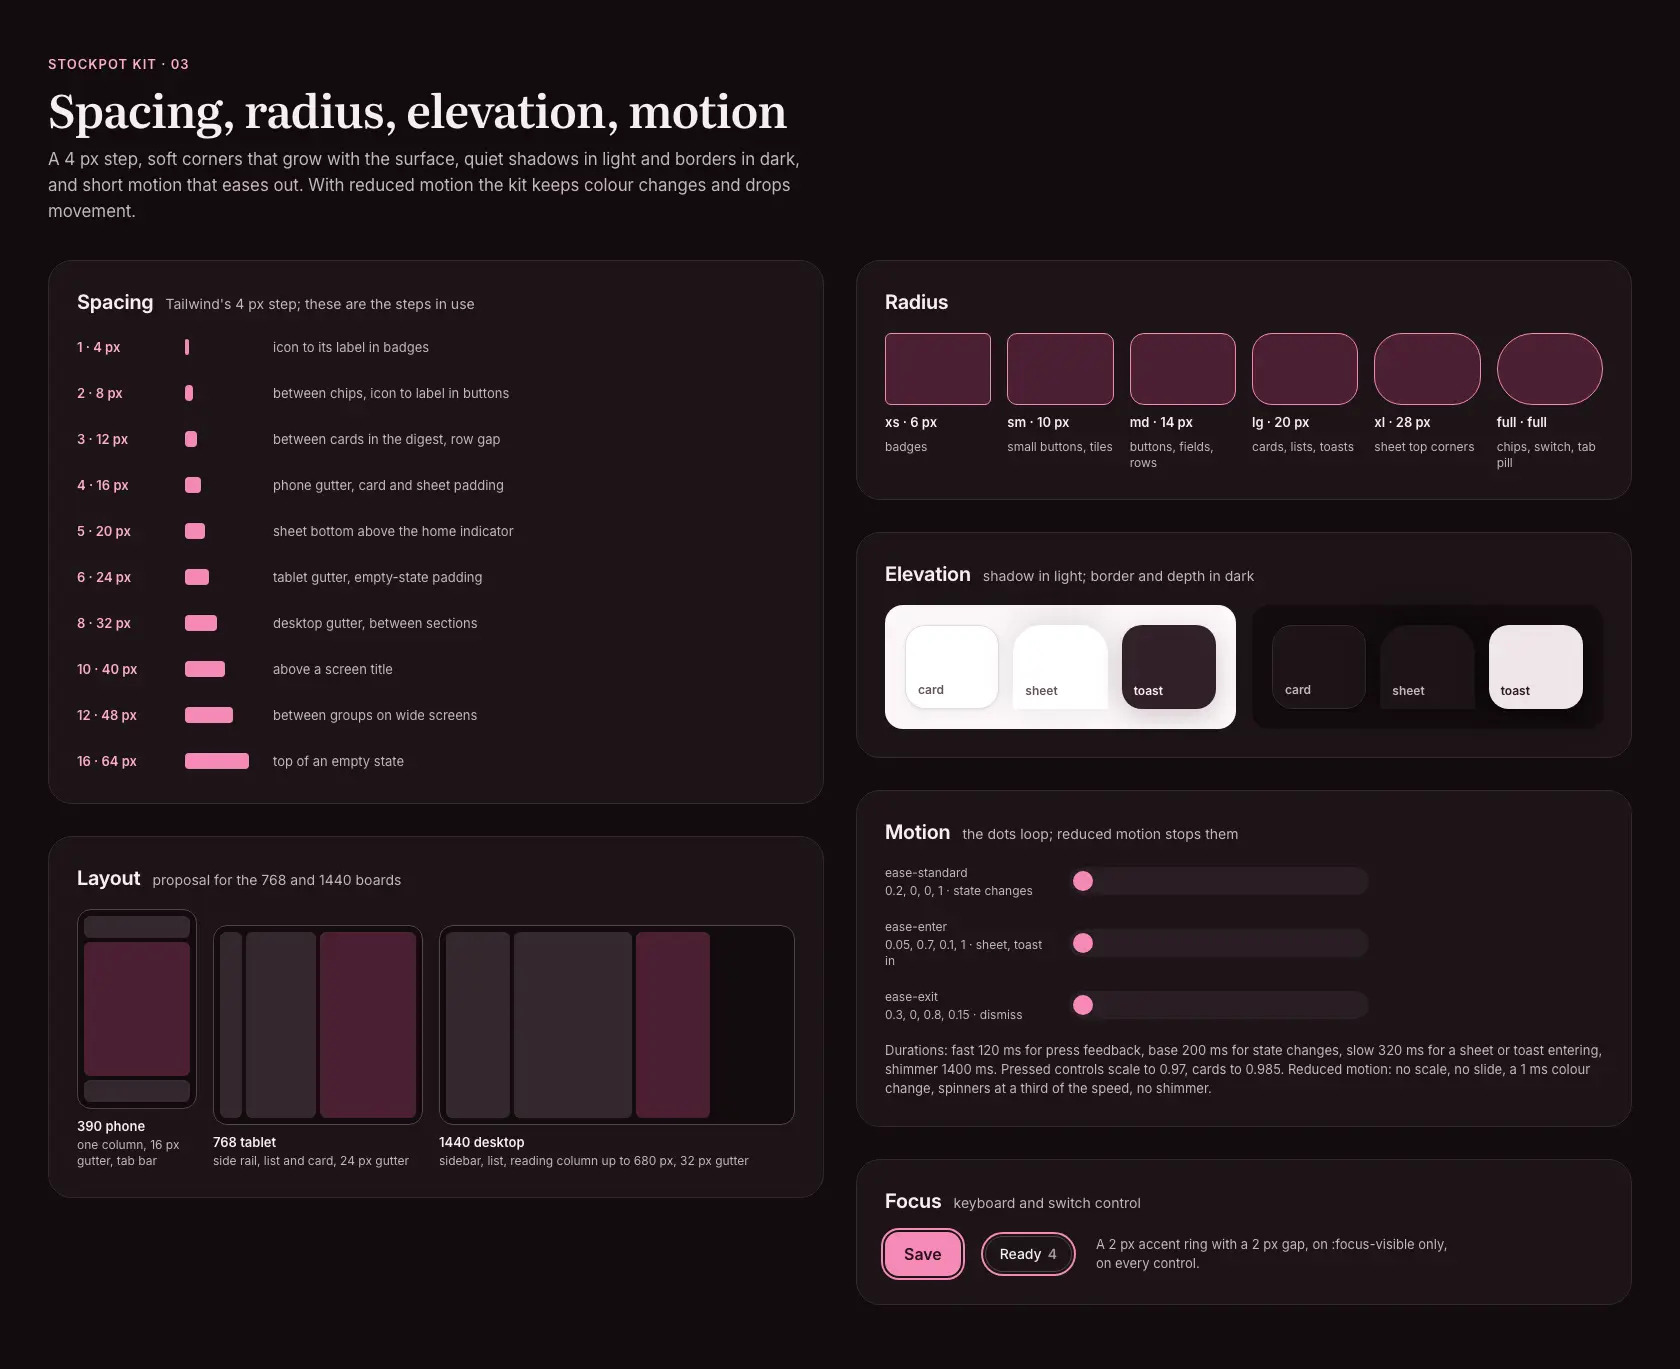 STOCKPOT KIT · 03
Spacing, radius, elevation, motion
A 4 px step, soft corners that grow with the surface, quiet shadows in light and borders in dark,
and short motion that eases out. With reduced motion the kit keeps colour changes and drops
movement.
Spacing Tailwind's 4 px step; these are the steps in use
1 · 4 px icon to its label in badges
2 · 8 px between chips, icon to label in buttons
3 · 12 px between cards in the digest, row gap
4 · 16 px phone gutter, card and sheet padding
5 · 20 px sheet bottom above the home indicator
6 · 24 px tablet gutter, empty-state padding
8 · 32 px desktop gutter, between sections
10 · 40 px above a screen title
12 · 48 px between groups on wide screens
16 · 64 px top of an empty state
Layout proposal for the 768 and 1440 boards
390 phone
one column, 16 px
gutter, tab bar
768 tablet
side rail, list and card, 24 px gutter
1440 desktop
sidebar, list, reading column up to 680 px, 32 px gutter
Radius
xs · 6 px
badges
sm · 10 px
small buttons, tiles
md · 14 px
buttons, fields,
rows
lg · 20 px
cards, lists, toasts
xl · 28 px
sheet top corners
full · full
chips, switch, tab
pill
Elevation shadow in light; border and depth in dark
card sheet toast card sheet toast
Motion the dots loop; reduced motion stops them
ease-standard
0.2, 0, 0, 1 · state changes
ease-enter
0.05, 0.7, 0.1, 1 · sheet, toast
in
ease-exit
0.3, 0, 0.8, 0.15 · dismiss
Durations: fast 120 ms for press feedback, base 200 ms for state changes, slow 320 ms for a sheet or toast entering,
shimmer 1400 ms. Pressed controls scale to 0.97, cards to 0.985. Reduced motion: no scale, no slide, a 1 ms colour
change, spinners at a third of the speed, no shimmer.
Focus keyboard and switch control
Save
Ready 4
A 2 px accent ring with a 2 px gap, on :focus-visible only,
on every control.